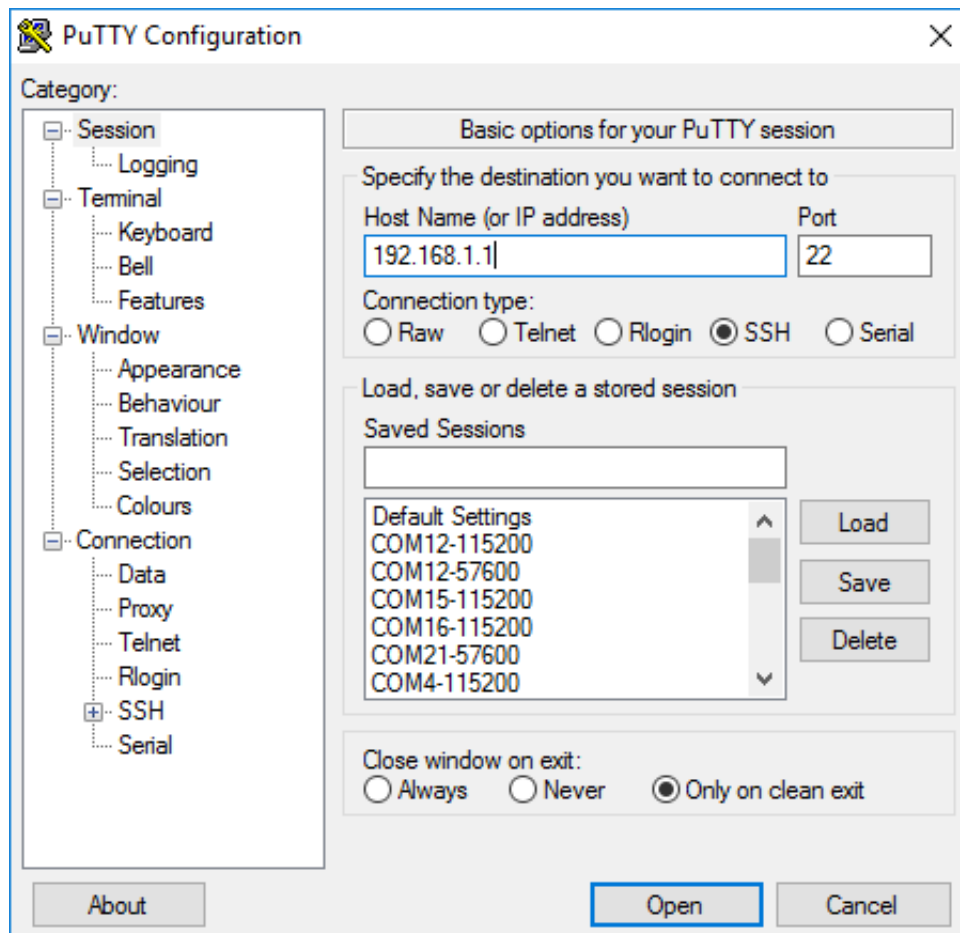 PuTTY Configuration
Category:
Session
Logging
Terminal
Keyboard
Bell
Features
Window
Appearance
Behaviour
Translation
Selection
Colours
Connection
Data
Proxy
Telnet
Rlogin
SSH
Serial
Basic options for your PuTTY session
Specify the destination you want to connect to
Host Name (or IP address) Port
192.168.1.1 22
Connection type:
Raw Telnet Rlogin SSH Serial
Load, save or delete a stored session
Saved Sessions
Default Settings
COM12-115200
COM12-57600
COM15-115200
COM16-115200
COM21-57600
COM4-115200
Load
Save
Delete
Close window on exit:
Always Never Only on clean exit
About Open Cancel